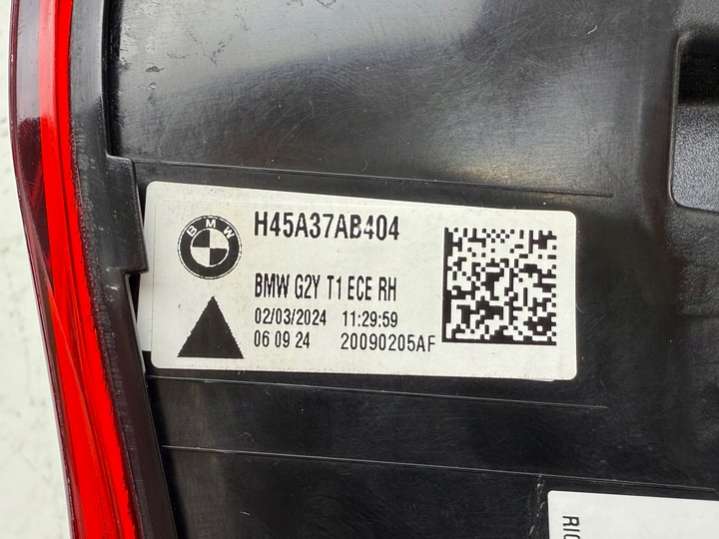 BMW
H45A37AB404
BMW G2Y T1 ECE RH
02/03/2024 11:29:59
06 09 24 20090205AF